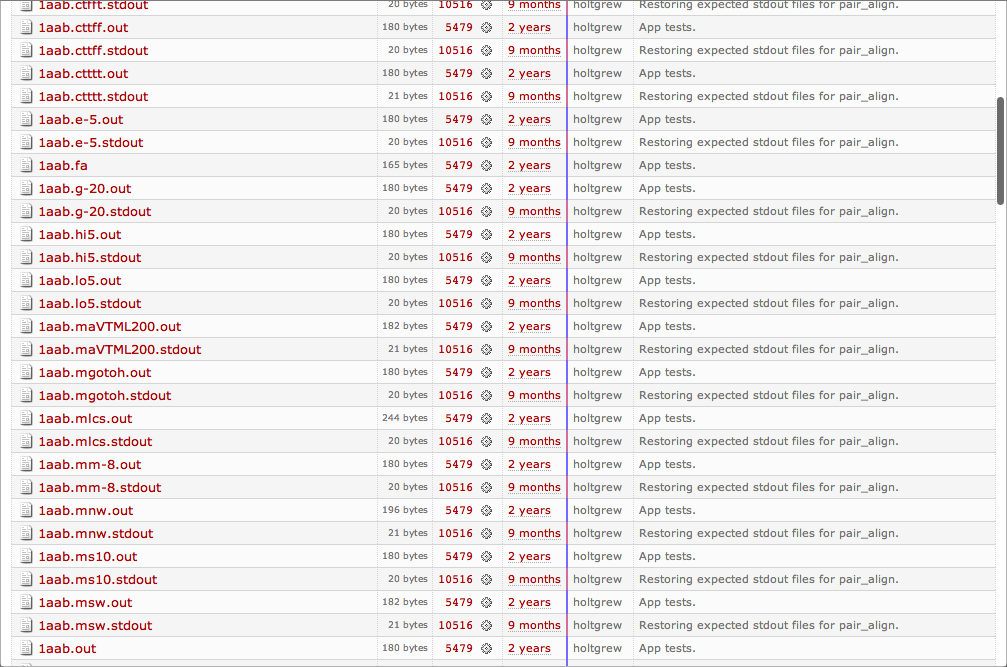 1aab.ctfft.stdout 20 bytes 10516 9 months holtgrew Restoring expected stdout files for pair_align.
1aab.cttff.out 180 bytes 5479 2 years holtgrew App tests.
1aab.cttff.stdout 20 bytes 10516 9 months holtgrew Restoring expected stdout files for pair_align.
1aab.ctttt.out 180 bytes 5479 2 years holtgrew App tests.
1aab.ctttt.stdout 21 bytes 10516 9 months holtgrew Restoring expected stdout files for pair_align.
1aab.e-5.out 180 bytes 5479 2 years holtgrew App tests.
1aab.e-5.stdout 20 bytes 10516 9 months holtgrew Restoring expected stdout files for pair_align.
1aab.fa 165 bytes 5479 2 years holtgrew App tests.
1aab.g-20.out 180 bytes 5479 2 years holtgrew App tests.
1aab.g-20.stdout 20 bytes 10516 9 months holtgrew Restoring expected stdout files for pair_align.
1aab.hi5.out 180 bytes 5479 2 years holtgrew App tests.
1aab.hi5.stdout 20 bytes 10516 9 months holtgrew Restoring expected stdout files for pair_align.
1aab.lo5.out 180 bytes 5479 2 years holtgrew App tests.
1aab.lo5.stdout 20 bytes 10516 9 months holtgrew Restoring expected stdout files for pair_align.
1aab.maVTML200.out 182 bytes 5479 2 years holtgrew App tests.
1aab.maVTML200.stdout 21 bytes 10516 9 months holtgrew Restoring expected stdout files for pair_align.
1aab.mgotoh.out 180 bytes 5479 2 years holtgrew App tests.
1aab.mgotoh.stdout 20 bytes 10516 9 months holtgrew Restoring expected stdout files for pair_align.
1aab.mlcs.out 244 bytes 5479 2 years holtgrew App tests.
1aab.mlcs.stdout 20 bytes 10516 9 months holtgrew Restoring expected stdout files for pair_align.
1aab.mm-8.out 180 bytes 5479 2 years holtgrew App tests.
1aab.mm-8.stdout 20 bytes 10516 9 months holtgrew Restoring expected stdout files for pair_align.
1aab.mnw.out 196 bytes 5479 2 years holtgrew App tests.
1aab.mnw.stdout 21 bytes 10516 9 months holtgrew Restoring expected stdout files for pair_align.
1aab.ms10.out 180 bytes 5479 2 years holtgrew App tests.
1aab.ms10.stdout 20 bytes 10516 9 months holtgrew Restoring expected stdout files for pair_align.
1aab.msw.out 182 bytes 5479 2 years holtgrew App tests.
1aab.msw.stdout 21 bytes 10516 9 months holtgrew Restoring expected stdout files for pair_align.
1aab.out 180 bytes 5479 2 years holtgrew App tests.